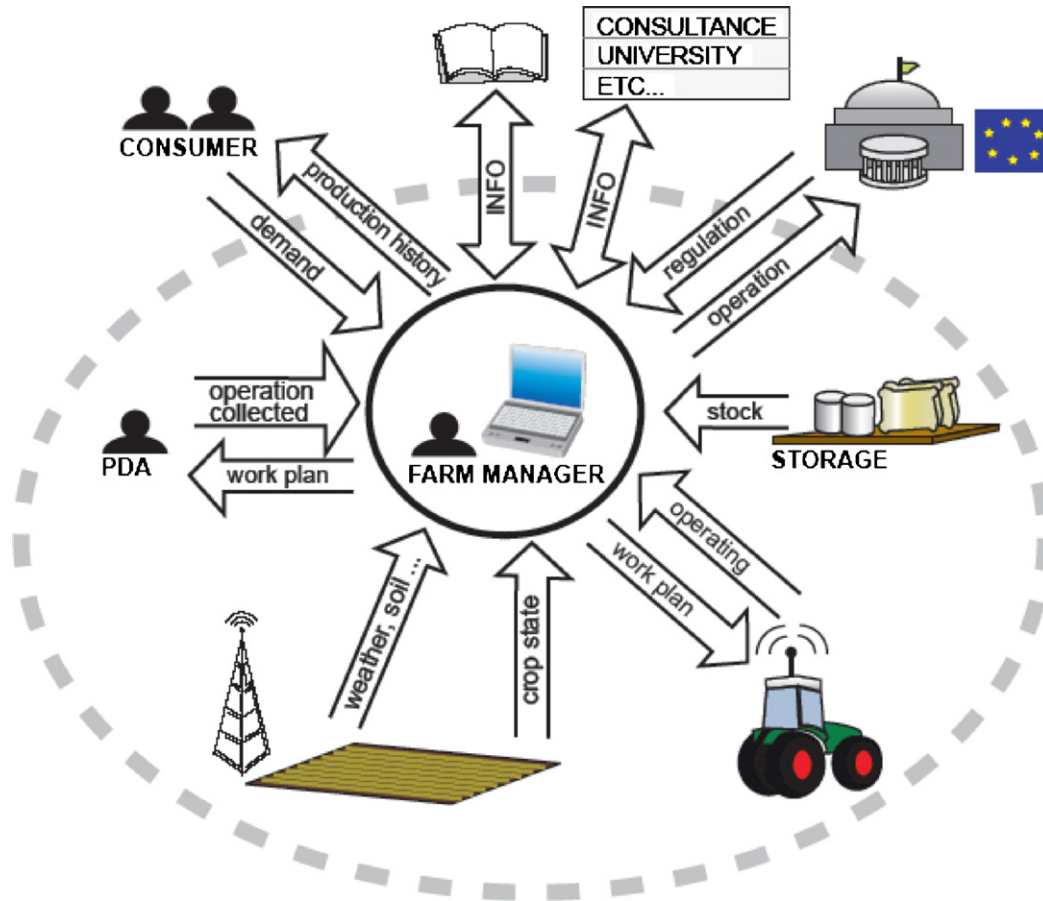 CONSULTANCE
UNIVERSITY
ETC...
CONSUMER
production history
demand
INFO
INFO
regulation
operation
operation
collected
PDA
work plan
FARM MANAGER
stock
STORAGE
operating
work plan
weather, soil ...
crop state